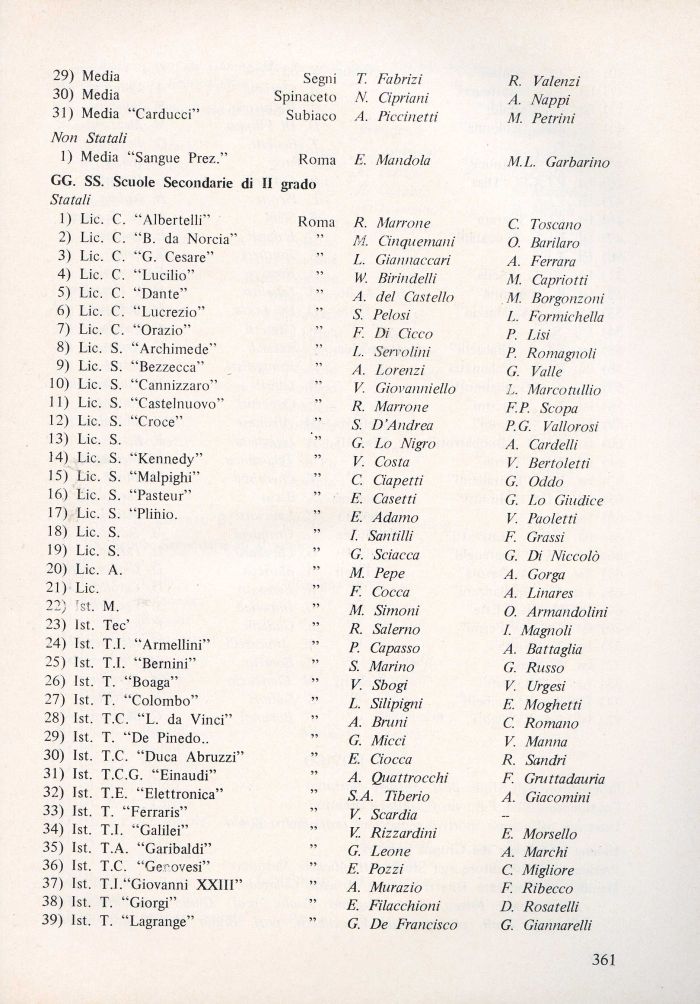 29) Media Segni T. Fabrizi R. Valenzi
30) Media Spinaceto N. Cipriani A. Nappi
31) Media “Carducci” Subiaco A. Piccinetti M. Petrini
Non Statali
1) Media “Sangue Prez.” Roma E. Mandola M.L. Garbarino
GG. SS. Scuole Secondarie di II grado
Statali
1) Lic. C. “Albertelli” Roma R. Marrone C. Toscano
2) Lic. C. “B. da Norcia” ” M. Cinquemani O. Barilaro
3) Lic. C. “G. Cesare” ” L. Giannaccari A. Ferrara
4) Lic. C. “Lucilio” ” W. Birindelli M. Capriotti
5) Lic. C. “Dante” ” A. del Castello M. Borgonzoni
6) Lic. C. “Lucrezio” ” S. Pelosi L. Formichella
7) Lic. C. “Orazio” ” F. Di Cicco P. Lisi
8) Lic. S. “Archimede” ” L. Servolini P. Romagnoli
9) Lic. S. “Bezzecca” ” A. Lorenzi G. Valle
10) Lic. S. “Cannizzaro” ” V. Giovanniello L. Marcotullio
11) Lic. S. “Castelnuovo” ” R. Marrone F.P. Scopa
12) Lic. S. “Croce” ” S. D'Andrea P.G. Vallorosi
13) Lic. S. ” G. Lo Nigro A. Cardelli
14) Lic. S. “Kennedy” ” V. Costa V. Bertoletti
15) Lic. S. “Malpighi” ” C. Ciapetti G. Oddo
16) Lic. S. “Pasteur” ” E. Casetti G. Lo Giudice
17) Lic. S. “Plinio. ” E. Adamo V. Paoletti
18) Lic. S. ” I. Santilli F. Grassi
19) Lic. S. ” G. Sciacca G. Di Niccolò
20) Lic. A. ” M. Pepe A. Gorga
21) Lic. ” F. Cocca A. Linares
22) Ist. M. ” M. Simoni O. Armandolini
23) Ist. Tec' ” R. Salerno I. Magnoli
24) Ist. T.I. “Armellini” ” P. Capasso A. Battaglia
25) Ist. T.I. “Bernini” ” S. Marino G. Russo
26) Ist. T. “Boaga” ” V. Sbogi V. Urgesi
27) Ist. T. “Colombo” ” L. Silipigni E. Moghetti
28) Ist. T.C. “L. da Vinci” ” A. Bruni C. Romano
29) Ist. T. “De Pinedo.. ” G. Micci V. Manna
30) Ist. T.C. “Duca Abruzzi” ” E. Ciocca R. Sandri
31) Ist. T.C.G. “Einaudi” ” A. Quattrocchi F. Gruttadauria
32) Ist. T.E. “Elettronica” ” S.A. Tiberio A. Giacomini
33) Ist. T. “Ferraris” ” V. Scardia --
34) Ist. T.I. “Galilei” ” V. Rizzardini E. Morsello
35) Ist. T.A. “Garibaldi” ” G. Leone A. Marchi
36) Ist. T.C. “Genovesi” ” E. Pozzi C. Migliore
37) Ist. T.I.“Giovanni XXIII” ” A. Murazio F. Ribecco
38) Ist. T. “Giorgi” ” E. Filacchioni D. Rosatelli
39) Ist. T. “Lagrange” ” G. De Francisco G. Giannarelli
361